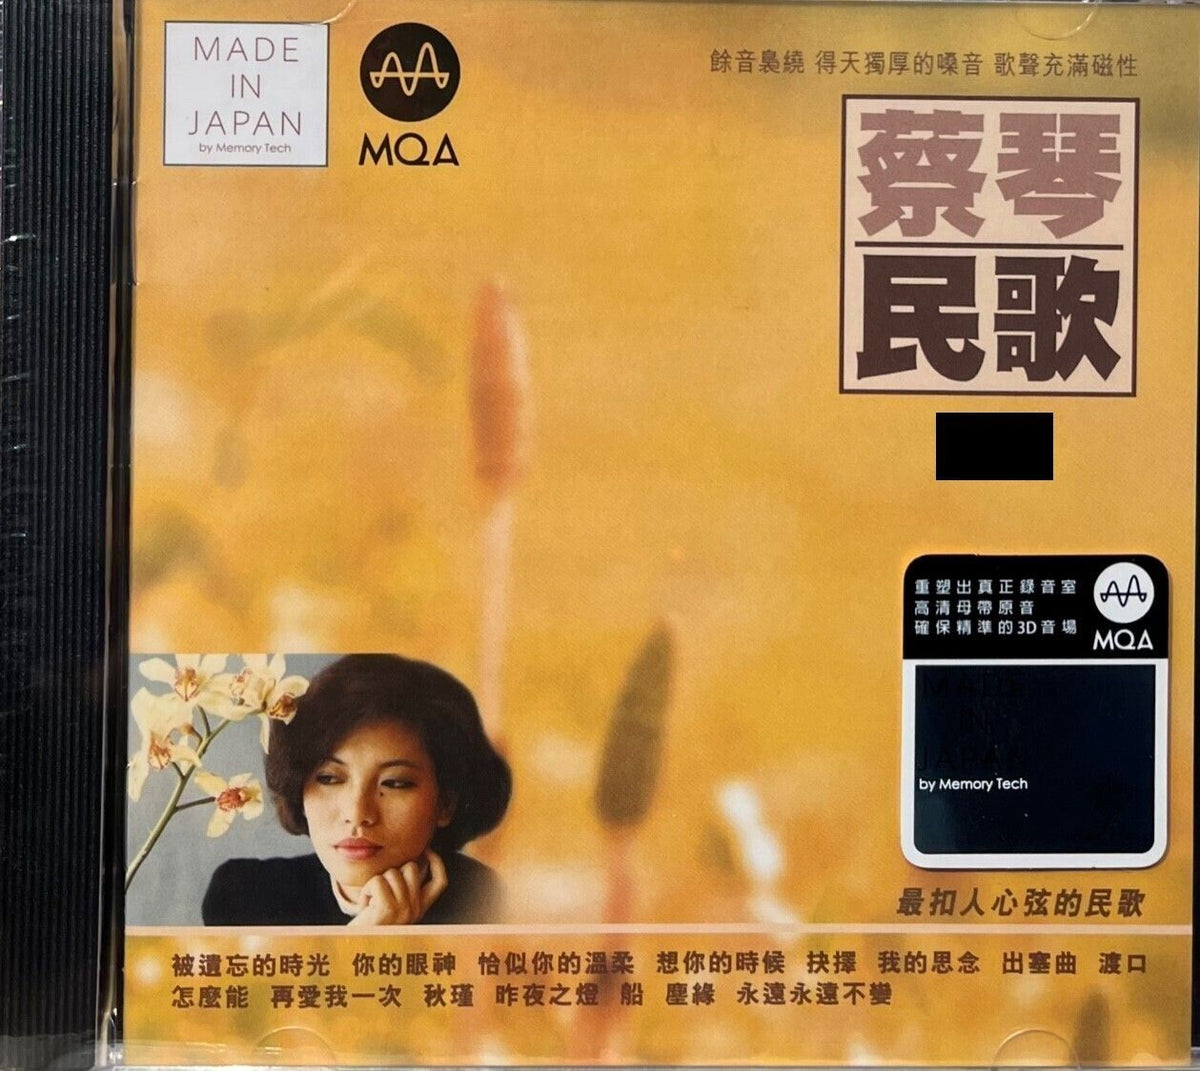 MADE
IN
JAPAN
by Memory Tech
MQA
餘音裊繞 得天獨厚的嗓音 歌聲充滿磁性
蔡琴
民歌
重塑出真正錄音室
高清母帶原音
確保精準的3D音場
MQA
MADE
IN
JAPAN
by Memory Tech
最扣人心弦的民歌
被遺忘的時光 你的眼神 恰似你的溫柔 想你的時候 抉擇 我的思念 出塞曲 渡口
怎麼能 再愛我一次 秋瑾 昨夜之燈 船 塵緣 永遠永遠不變